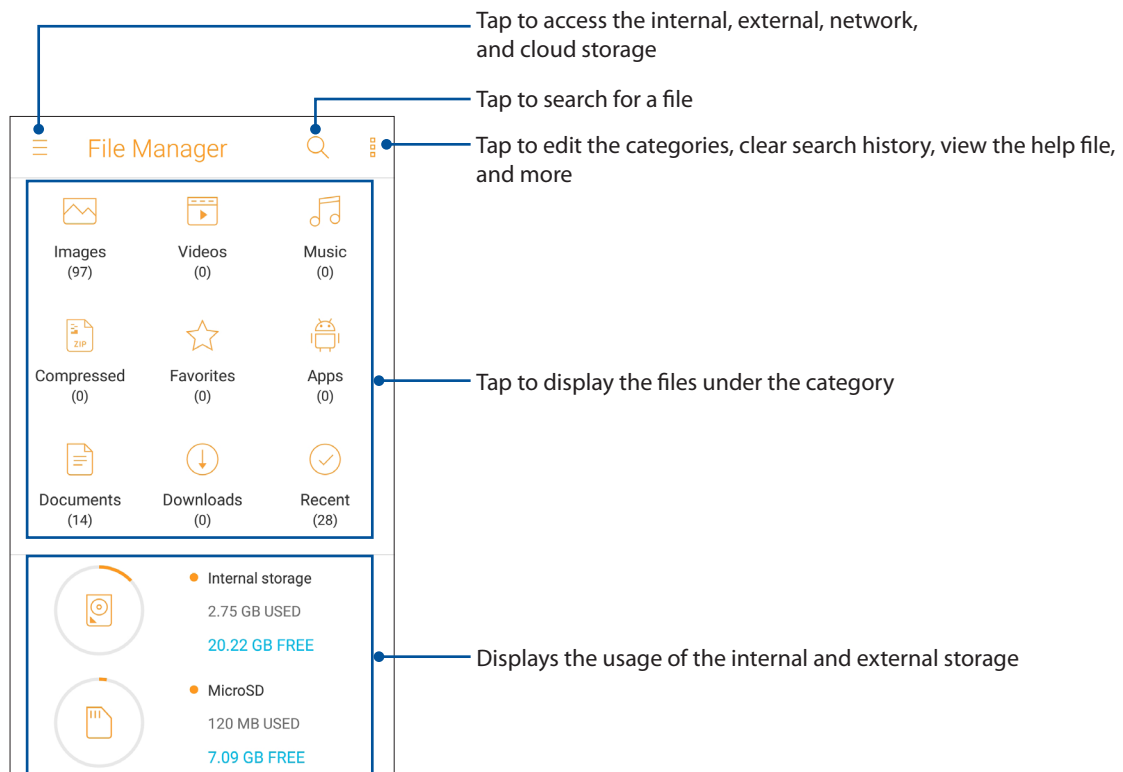 Tap to access the internal, external, network,
and cloud storage
Tap to search for a file
Tap to edit the categories, clear search history, view the help file,
and more
File Manager
Images
(97)
Videos
(0)
Music
(0)
ZIP
Compressed
(0)
Favorites
(0)
Apps
(0)
Tap to display the files under the category
Documents
(14)
Downloads
(0)
Recent
(28)
Internal storage
2.75 GB USED
20.22 GB FREE
Displays the usage of the internal and external storage
MicroSD
120 MB USED
7.09 GB FREE